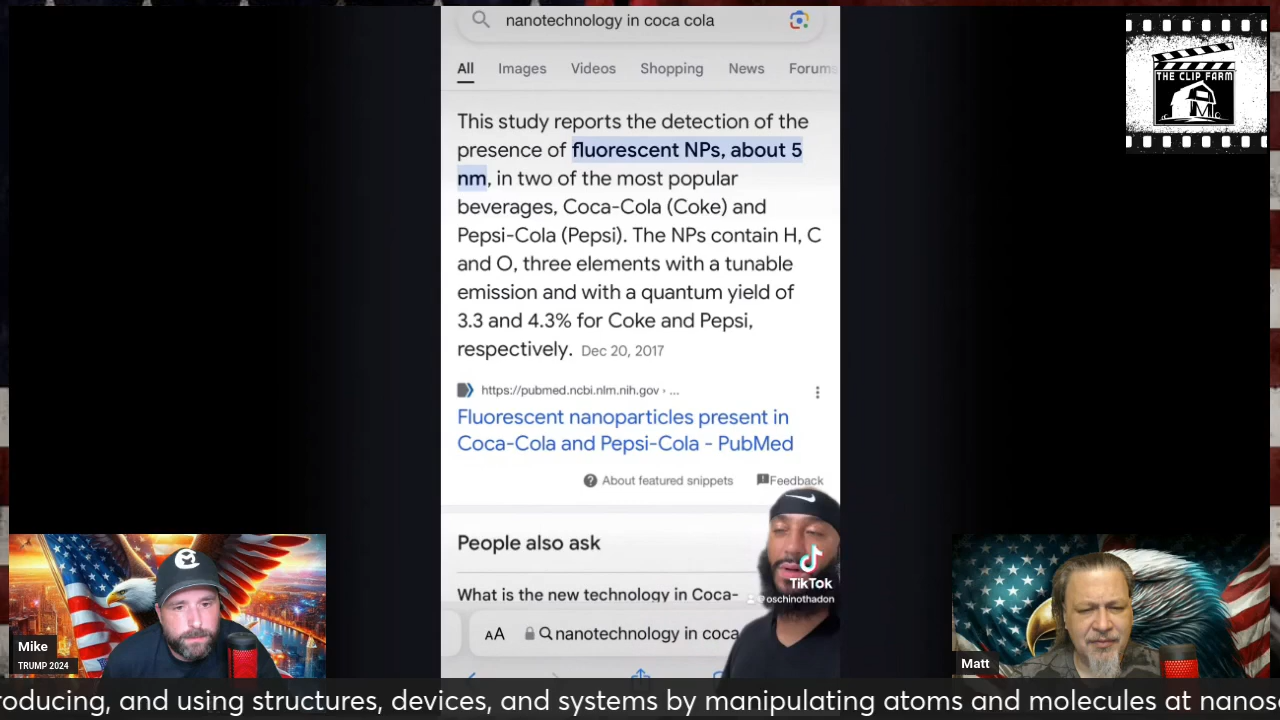 nanotechnology in coca cola
All Images Videos Shopping News Forums
This study reports the detection of the
presence of fluorescent NPs, about 5
nm, in two of the most popular
beverages, Coca-Cola (Coke) and
Pepsi-Cola (Pepsi). The NPs contain H, C
and O, three elements with a tunable
emission and with a quantum yield of
3.3 and 4.3% for Coke and Pepsi,
respectively. Dec 20, 2017
https://pubmed.ncbi.nlm.nih.gov › ...
Fluorescent nanoparticles present in
Coca-Cola and Pepsi-Cola - PubMed
About featured snippets Feedback
People also ask
What is the new technology in Coca-
AA nanotechnology in coca
TikTok
@oschinothadon
THE CLIP FARM
Mike
TRUMP 2024
Matt
roducing, and using structures, devices, and systems by manipulating atoms and molecules at nanos